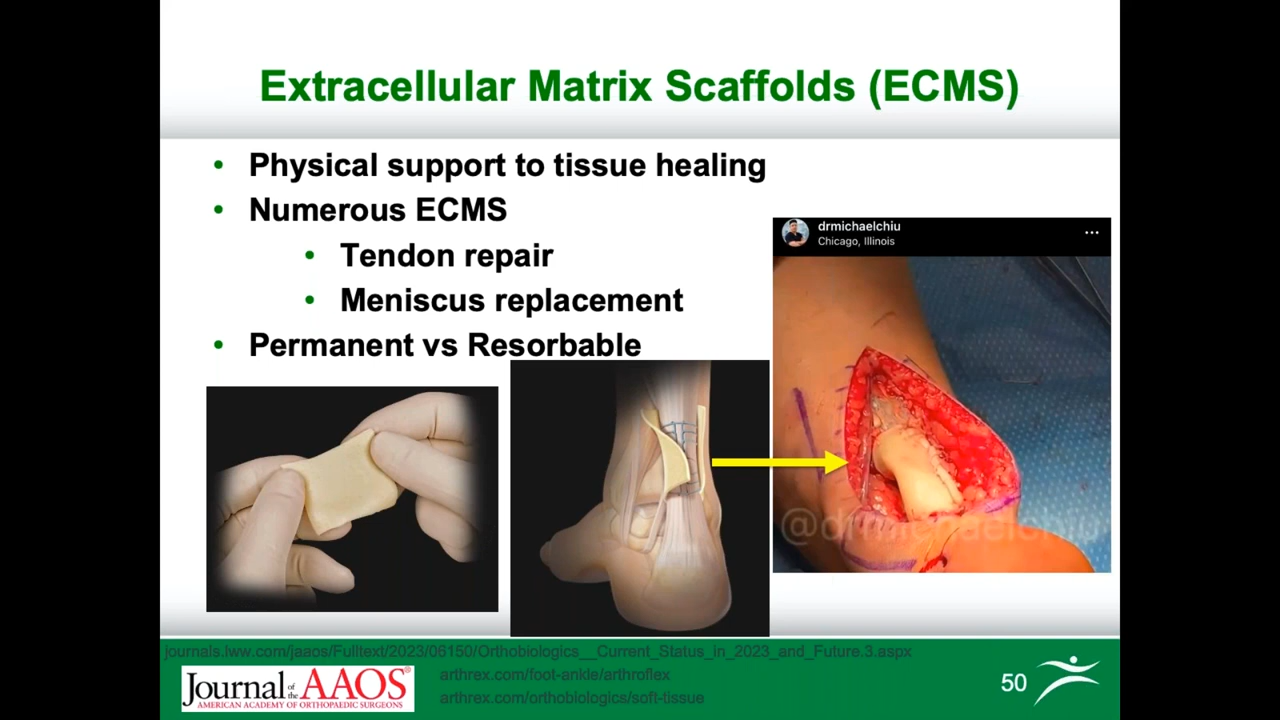 Extracellular Matrix Scaffolds (ECMS)
• Physical support to tissue healing
• Numerous ECMS
• Tendon repair
• Meniscus replacement
• Permanent vs Resorbable
drmichaelchiu
Chicago, Illinois
@drmichaelchiu
journals.lww.com/jaaos/Fulltext/2023/06150/Orthobiologics__Current_Status_in_2023_and_Future.3.aspx
arthrex.com/foot-ankle/arthroflex
arthrex.com/orthobiologics/soft-tissue
Journal of the AAOS®
AMERICAN ACADEMY OF ORTHOPAEDIC SURGEONS
50